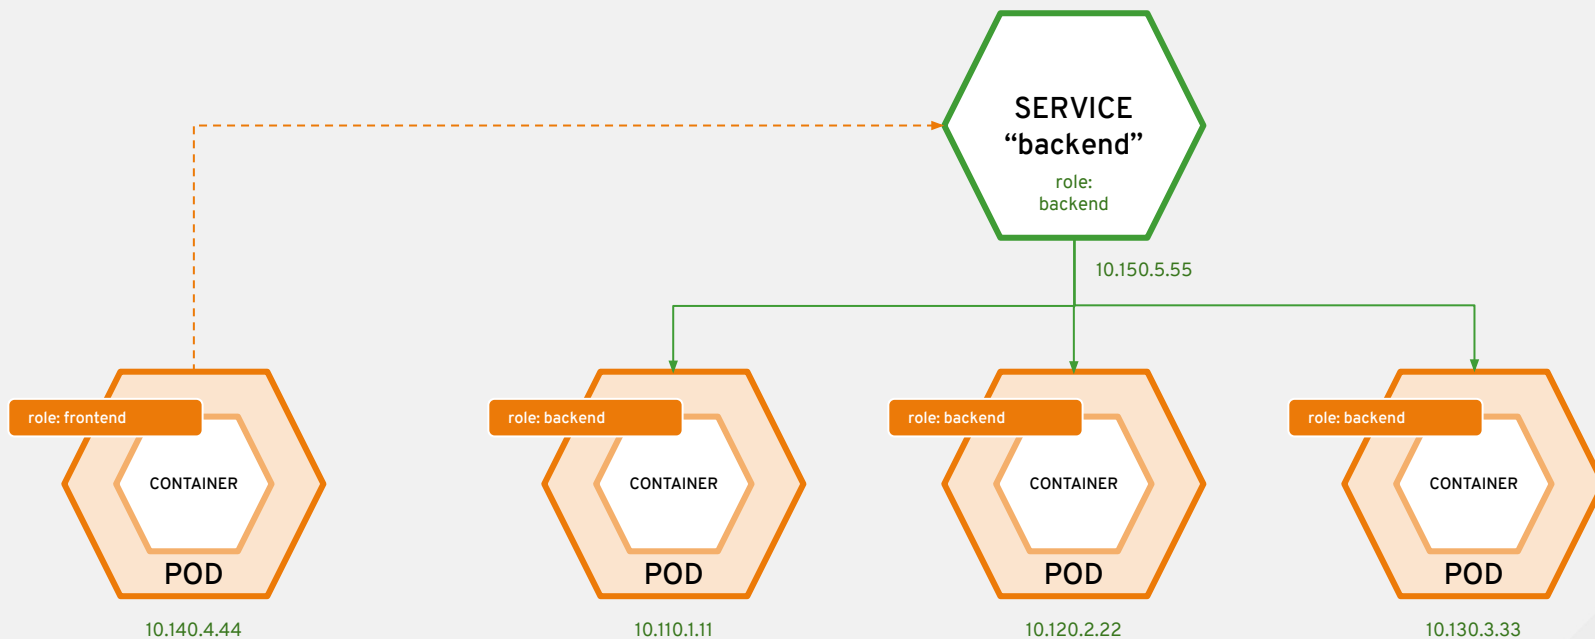 SERVICE
“backend”
role:
backend
10.150.5.55
role: frontend
CONTAINER
POD
10.140.4.44
role: backend
CONTAINER
POD
10.110.1.11
role: backend
CONTAINER
POD
10.120.2.22
role: backend
CONTAINER
POD
10.130.3.33